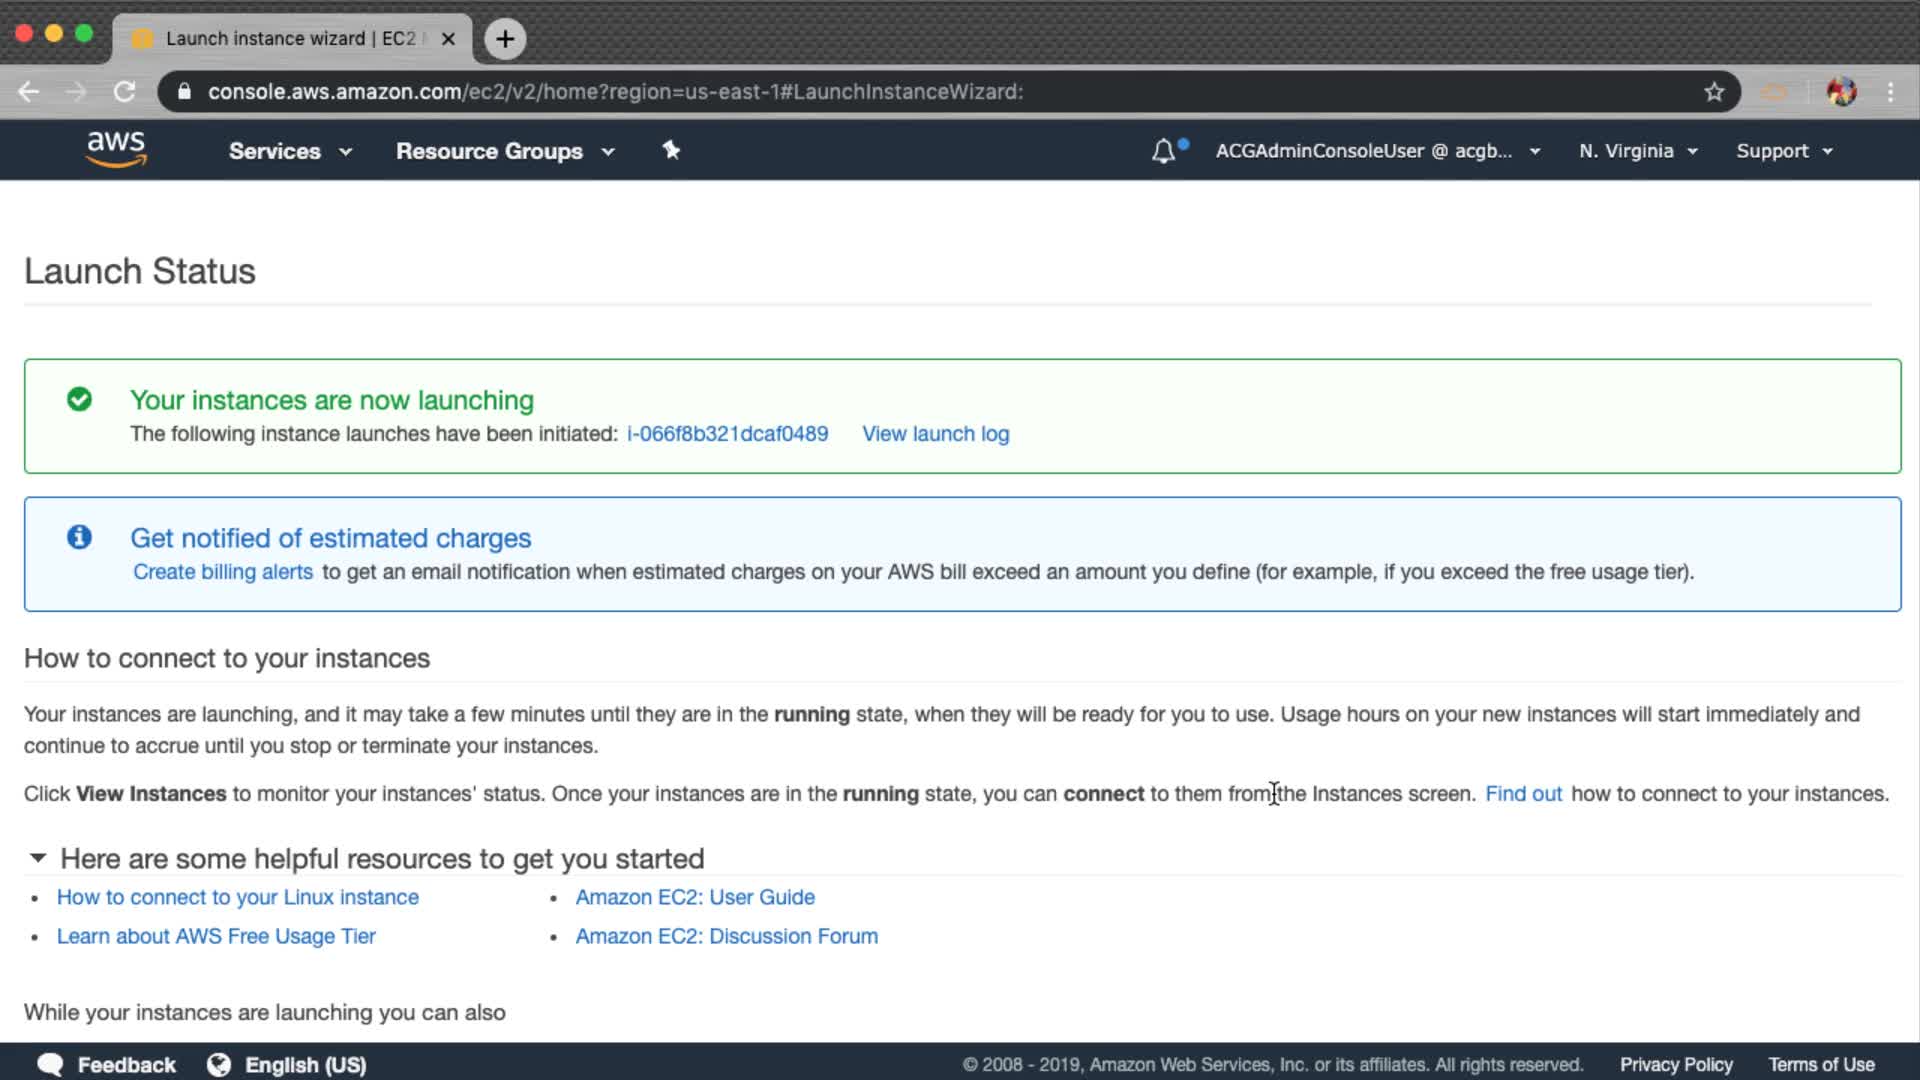 Launch instance wizard | EC2
console.aws.amazon.com/ec2/v2/home?region=us-east-1#LaunchInstanceWizard:
aws Services Resource Groups ACGAdminConsoleUser @ acgb... N. Virginia Support
Launch Status
Your instances are now launching
The following instance launches have been initiated: i-066f8b321dcaf0489 View launch log
Get notified of estimated charges
Create billing alerts to get an email notification when estimated charges on your AWS bill exceed an amount you define (for example, if you exceed the free usage tier).
How to connect to your instances
Your instances are launching, and it may take a few minutes until they are in the running state, when they will be ready for you to use. Usage hours on your new instances will start immediately and
continue to accrue until you stop or terminate your instances.
Click View Instances to monitor your instances' status. Once your instances are in the running state, you can connect to them from the Instances screen. Find out how to connect to your instances.
Here are some helpful resources to get you started
• How to connect to your Linux instance • Amazon EC2: User Guide
• Learn about AWS Free Usage Tier • Amazon EC2: Discussion Forum
While your instances are launching you can also
Feedback English (US) © 2008 - 2019, Amazon Web Services, Inc. or its affiliates. All rights reserved. Privacy Policy Terms of Use